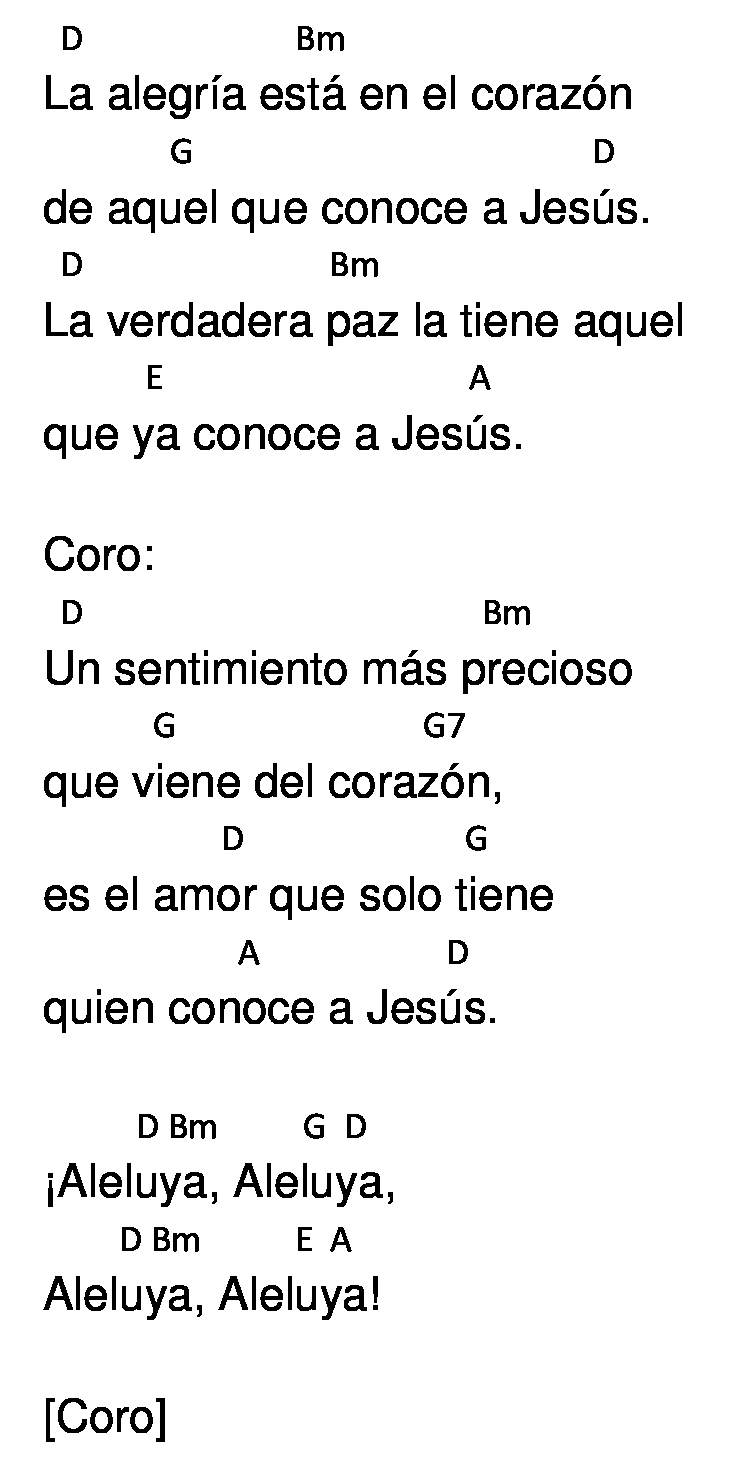 D Bm
La alegría está en el corazón
G D
de aquel que conoce a Jesús.
D Bm
La verdadera paz la tiene aquel
E A
que ya conoce a Jesús.
Coro:
D Bm
Un sentimiento más precioso
G G7
que viene del corazón,
D G
es el amor que solo tiene
A D
quien conoce a Jesús.
D Bm G D
¡Aleluya, Aleluya,
D Bm E A
Aleluya, Aleluya!
[Coro]